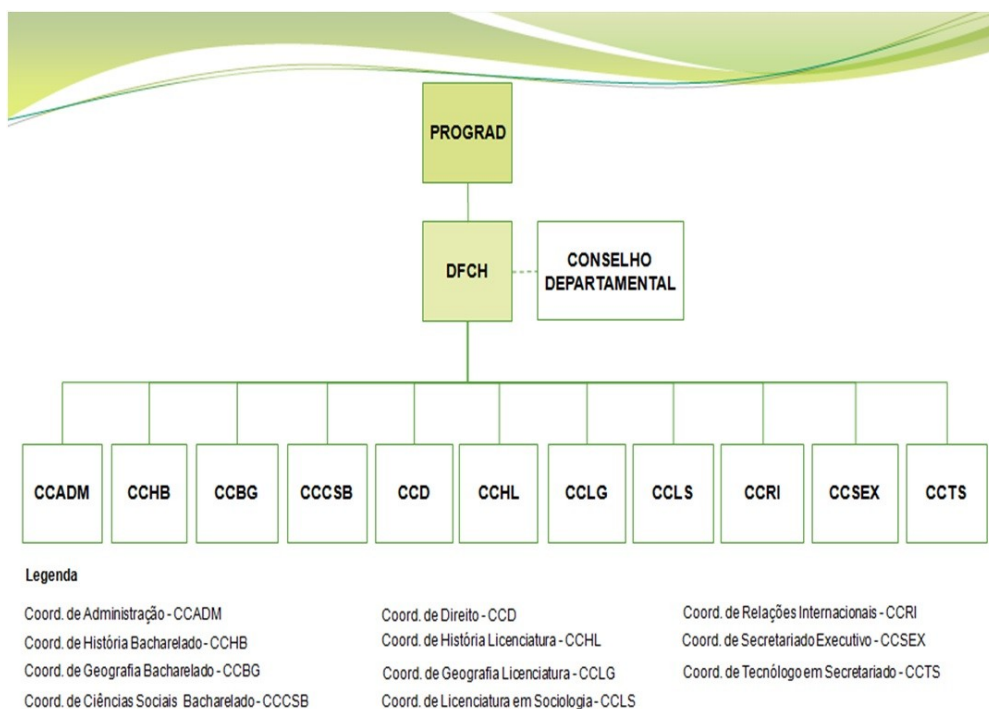 PROGRAD
DFCH
CONSELHO
DEPARTAMENTAL
CCADM
CCHB
CCBG
CCCSB
CCD
CCHL
CCLG
CCLS
CCRI
CCSEX
CCTS
Legenda
Coord. de Administração - CCADM
Coord. de História Bacharelado - CCHB
Coord. de Geografia Bacharelado - CCBG
Coord. de Ciências Sociais Bacharelado - CCCSB
Coord. de Direito - CCD
Coord. de História Licenciatura - CCHL
Coord. de Geografia Licenciatura - CCLG
Coord. de Licenciatura em Sociologia - CCLS
Coord. de Relações Internacionais - CCRI
Coord. de Secretariado Executivo - CCSEX
Coord. de Tecnólogo em Secretariado - CCTS